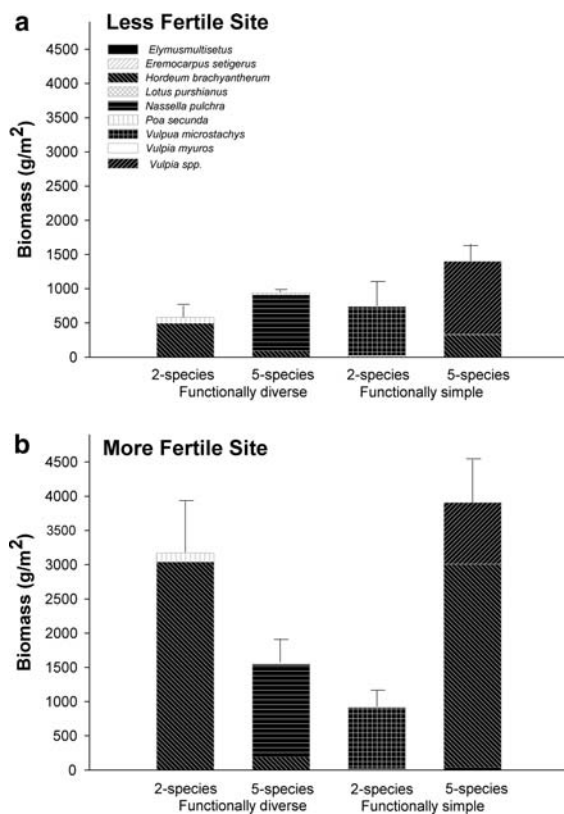 a
Less Fertile Site
Elymusmultisetus
Eremocarpus setigerus
Hordeum brachyantherum
Lotus purshianus
Nassella pulchra
Poa secunda
Vulpua microstachys
Vulpia myuros
Vulpia spp.
Biomass (g/m²)
4500
4000
3500
3000
2500
2000
1500
1000
500
0
2-species 5-species 2-species 5-species
Functionally diverse Functionally simple
b
More Fertile Site
Biomass (g/m²)
4500
4000
3500
3000
2500
2000
1500
1000
500
0
2-species 5-species 2-species 5-species
Functionally diverse Functionally simple